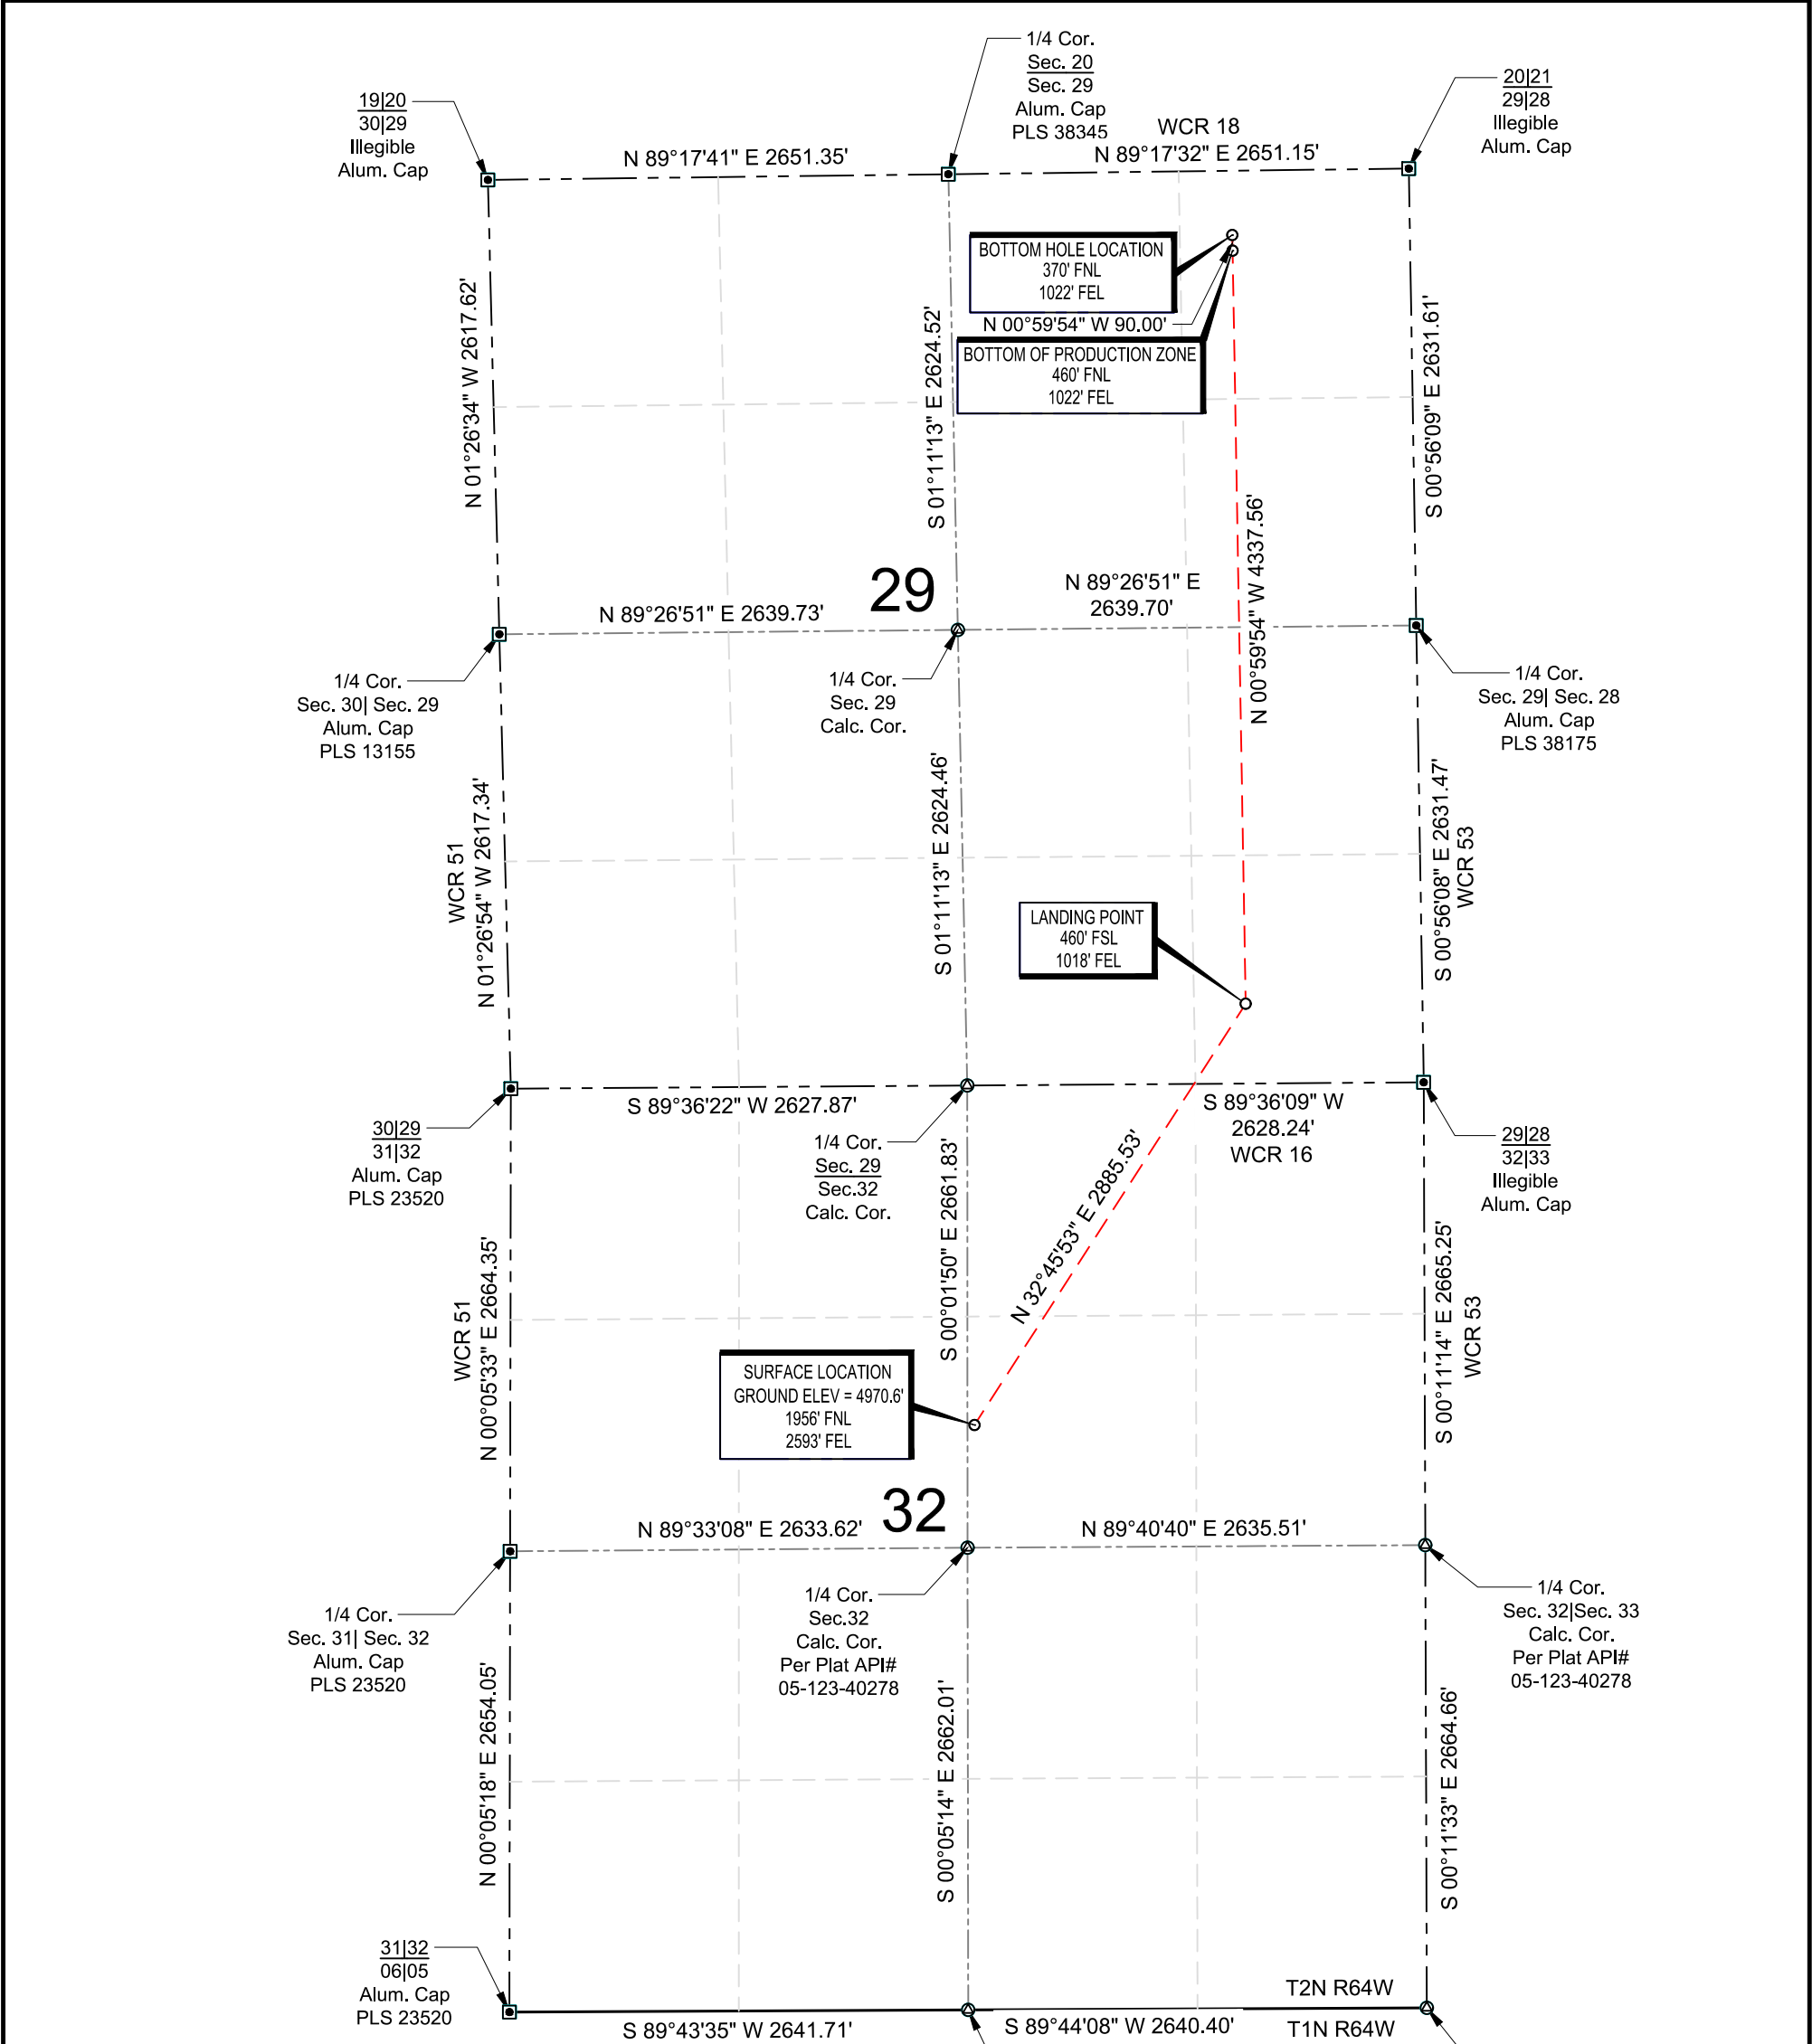 1/4 Cor.
Sec. 20
Sec. 29
Alum. Cap
PLS 38345
19|20
30|29
Illegible
Alum. Cap
20|21
29|28
Illegible
Alum. Cap
WCR 18
N 89°17'41" E 2651.35'
N 89°17'32" E 2651.15'
BOTTOM HOLE LOCATION
370' FNL
1022' FEL
N 00°59'54" W 90.00'
BOTTOM OF PRODUCTION ZONE
460' FNL
1022' FEL
N 01°26'34" W 2617.62'
S 01°11'13" E 2624.52'
S 00°56'09" E 2631.61'
N 00°59'54" W 4337.56'
29
N 89°26'51" E 2639.73'
N 89°26'51" E
2639.70'
1/4 Cor.
Sec. 30| Sec. 29
Alum. Cap
PLS 13155
1/4 Cor.
Sec. 29
Calc. Cor.
1/4 Cor.
Sec. 29| Sec. 28
Alum. Cap
PLS 38175
WCR 51
N 01°26'54" W 2617.34'
S 01°11'13" E 2624.46'
S 00°56'08" E 2631.47'
WCR 53
LANDING POINT
460' FSL
1018' FEL
S 89°36'22" W 2627.87'
S 89°36'09" W
2628.24'
WCR 16
30|29
31|32
Alum. Cap
PLS 23520
1/4 Cor.
Sec. 29
Sec.32
Calc. Cor.
29|28
32|33
Illegible
Alum. Cap
WCR 51
N 00°05'33" E 2664.35'
S 00°01'50" E 2661.83'
N 32°45'53" E 2885.53'
S 00°11'14" E 2665.25'
WCR 53
SURFACE LOCATION
GROUND ELEV = 4970.6'
1956' FNL
2593' FEL
32
N 89°33'08" E 2633.62'
N 89°40'40" E 2635.51'
1/4 Cor.
Sec. 31| Sec. 32
Alum. Cap
PLS 23520
1/4 Cor.
Sec.32
Calc. Cor.
Per Plat API#
05-123-40278
1/4 Cor.
Sec. 32|Sec. 33
Calc. Cor.
Per Plat API#
05-123-40278
N 00°05'18" E 2654.05'
S 00°05'14" E 2662.01'
S 00°11'33" E 2664.66'
31|32
06|05
Alum. Cap
PLS 23520
T2N R64W
S 89°43'35" W 2641.71'
S 89°44'08" W 2640.40'
T1N R64W